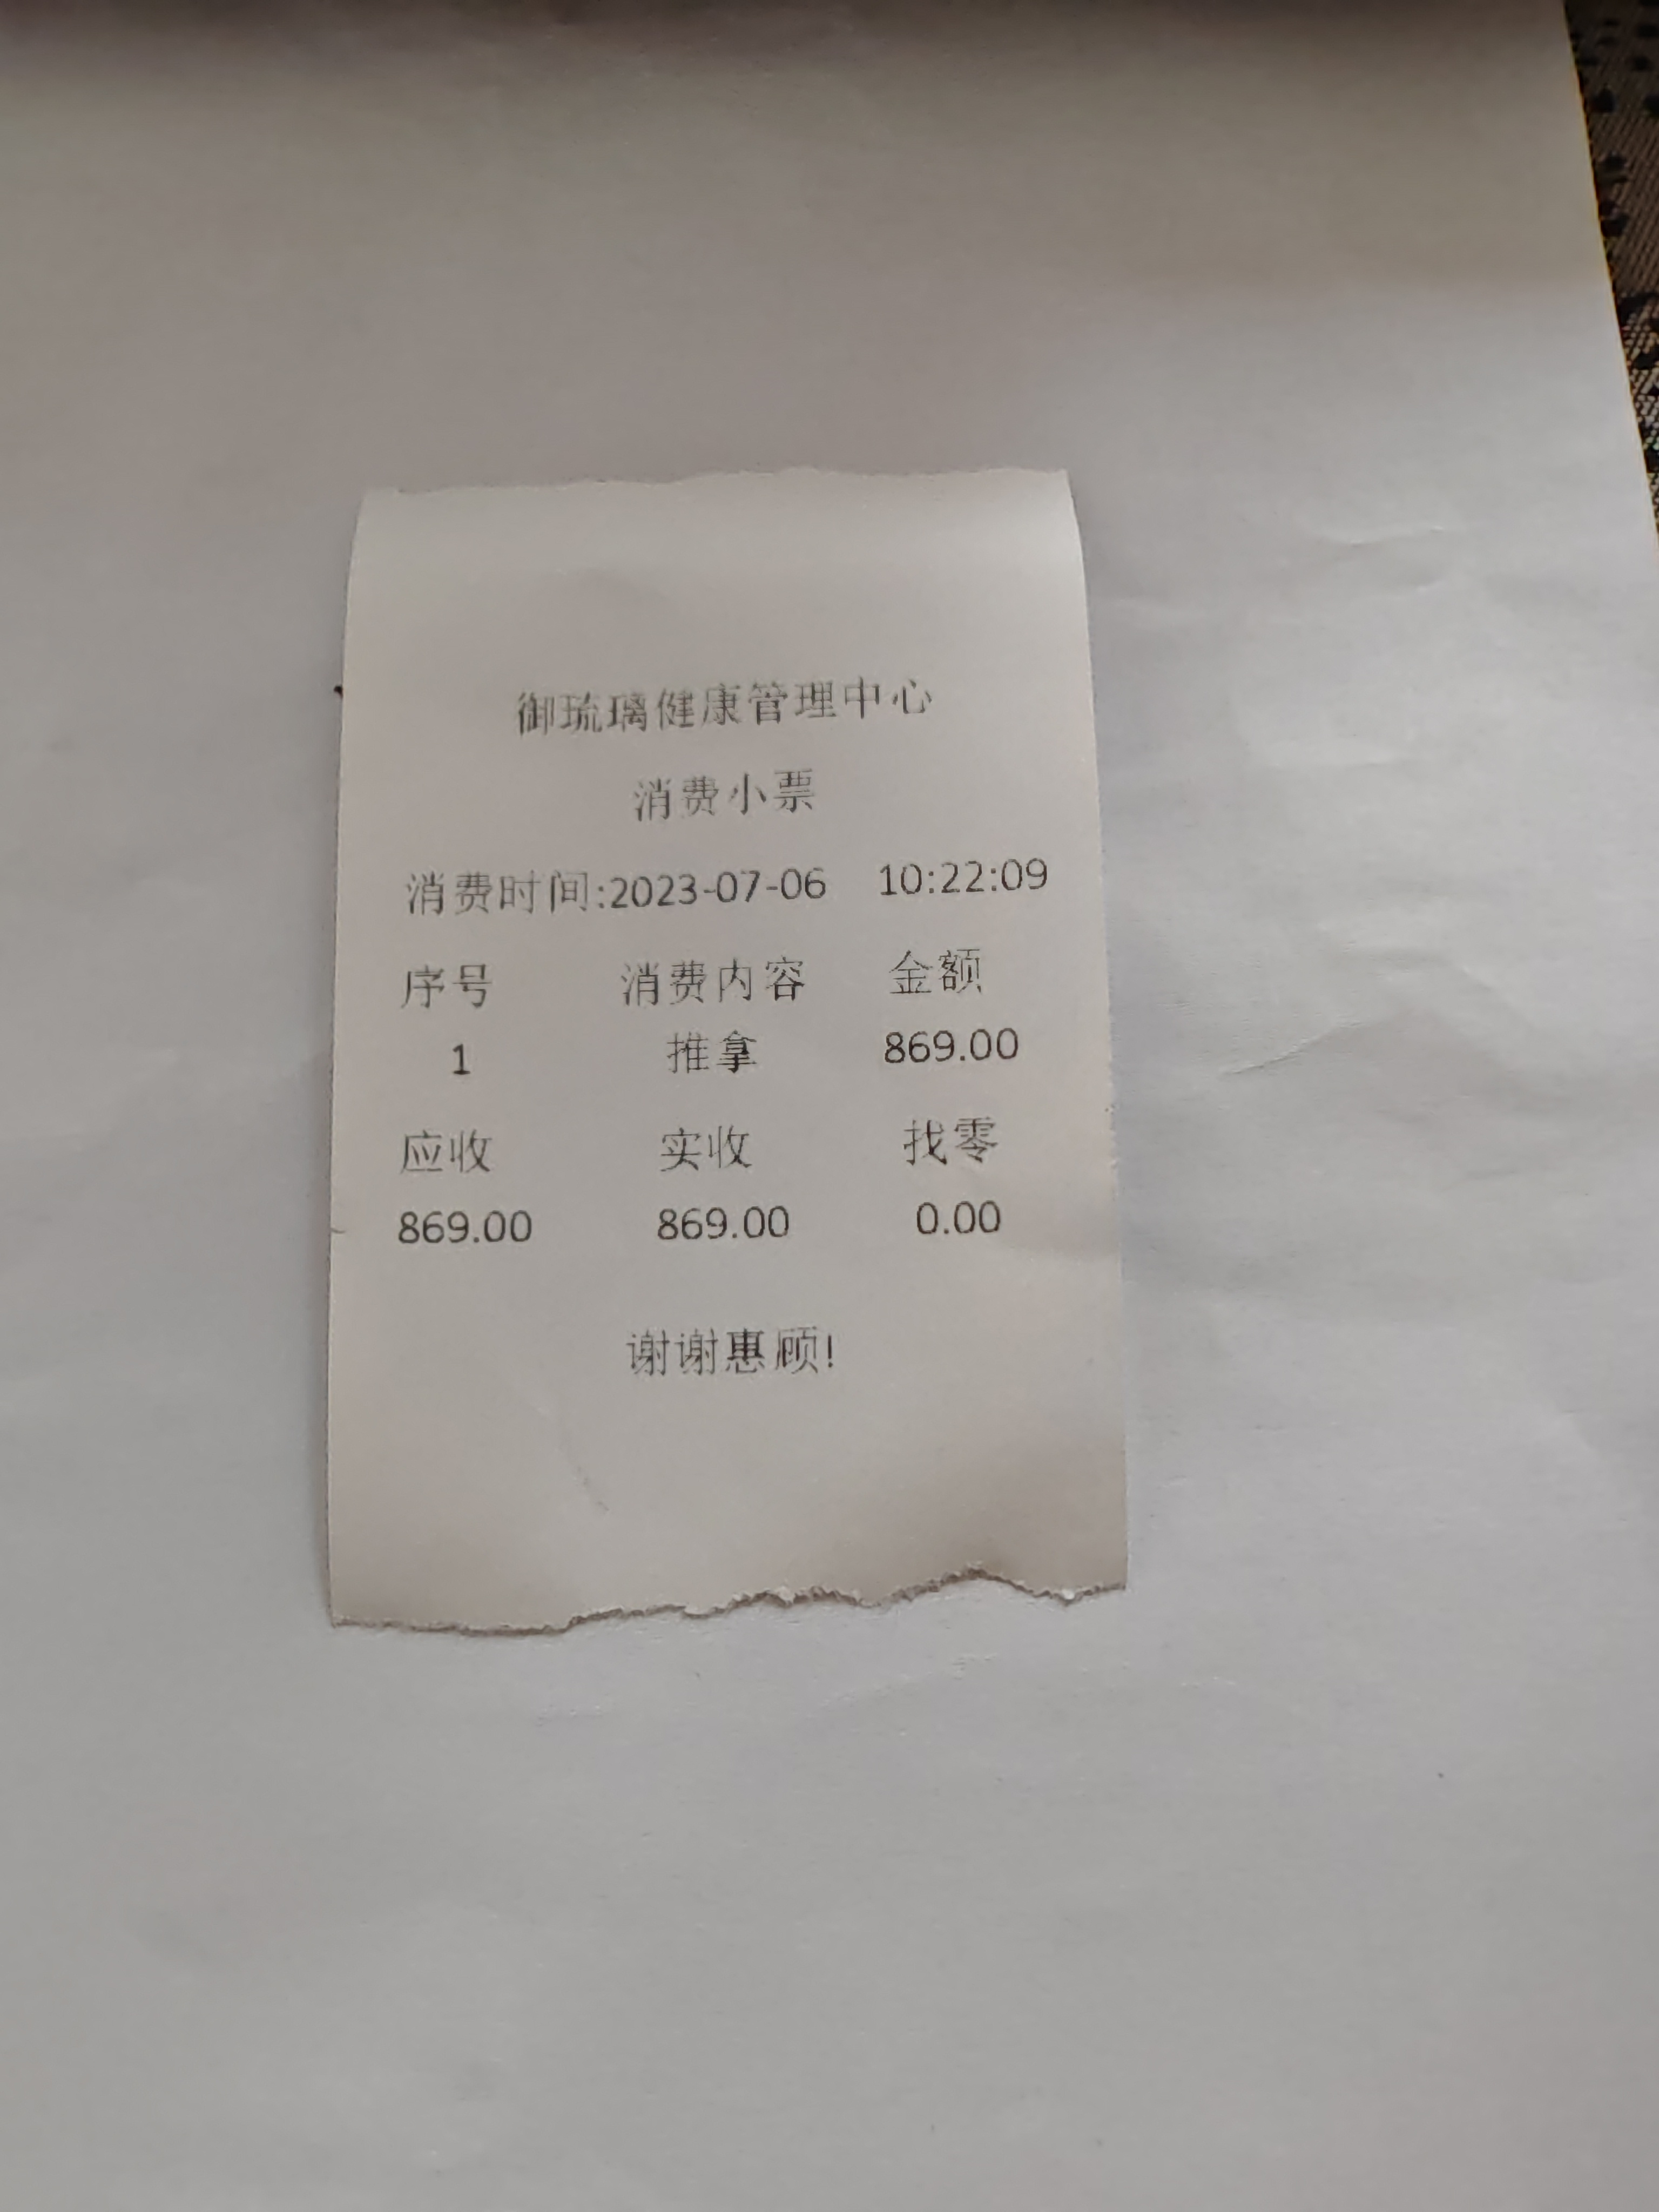 御琉璃健康管理中心
消费小票
消费时间:2023-07-06 10:22:09
序号 消费内容 金额
1 推拿 869.00
应收 实收 找零
869.00 869.00 0.00
谢谢惠顾!